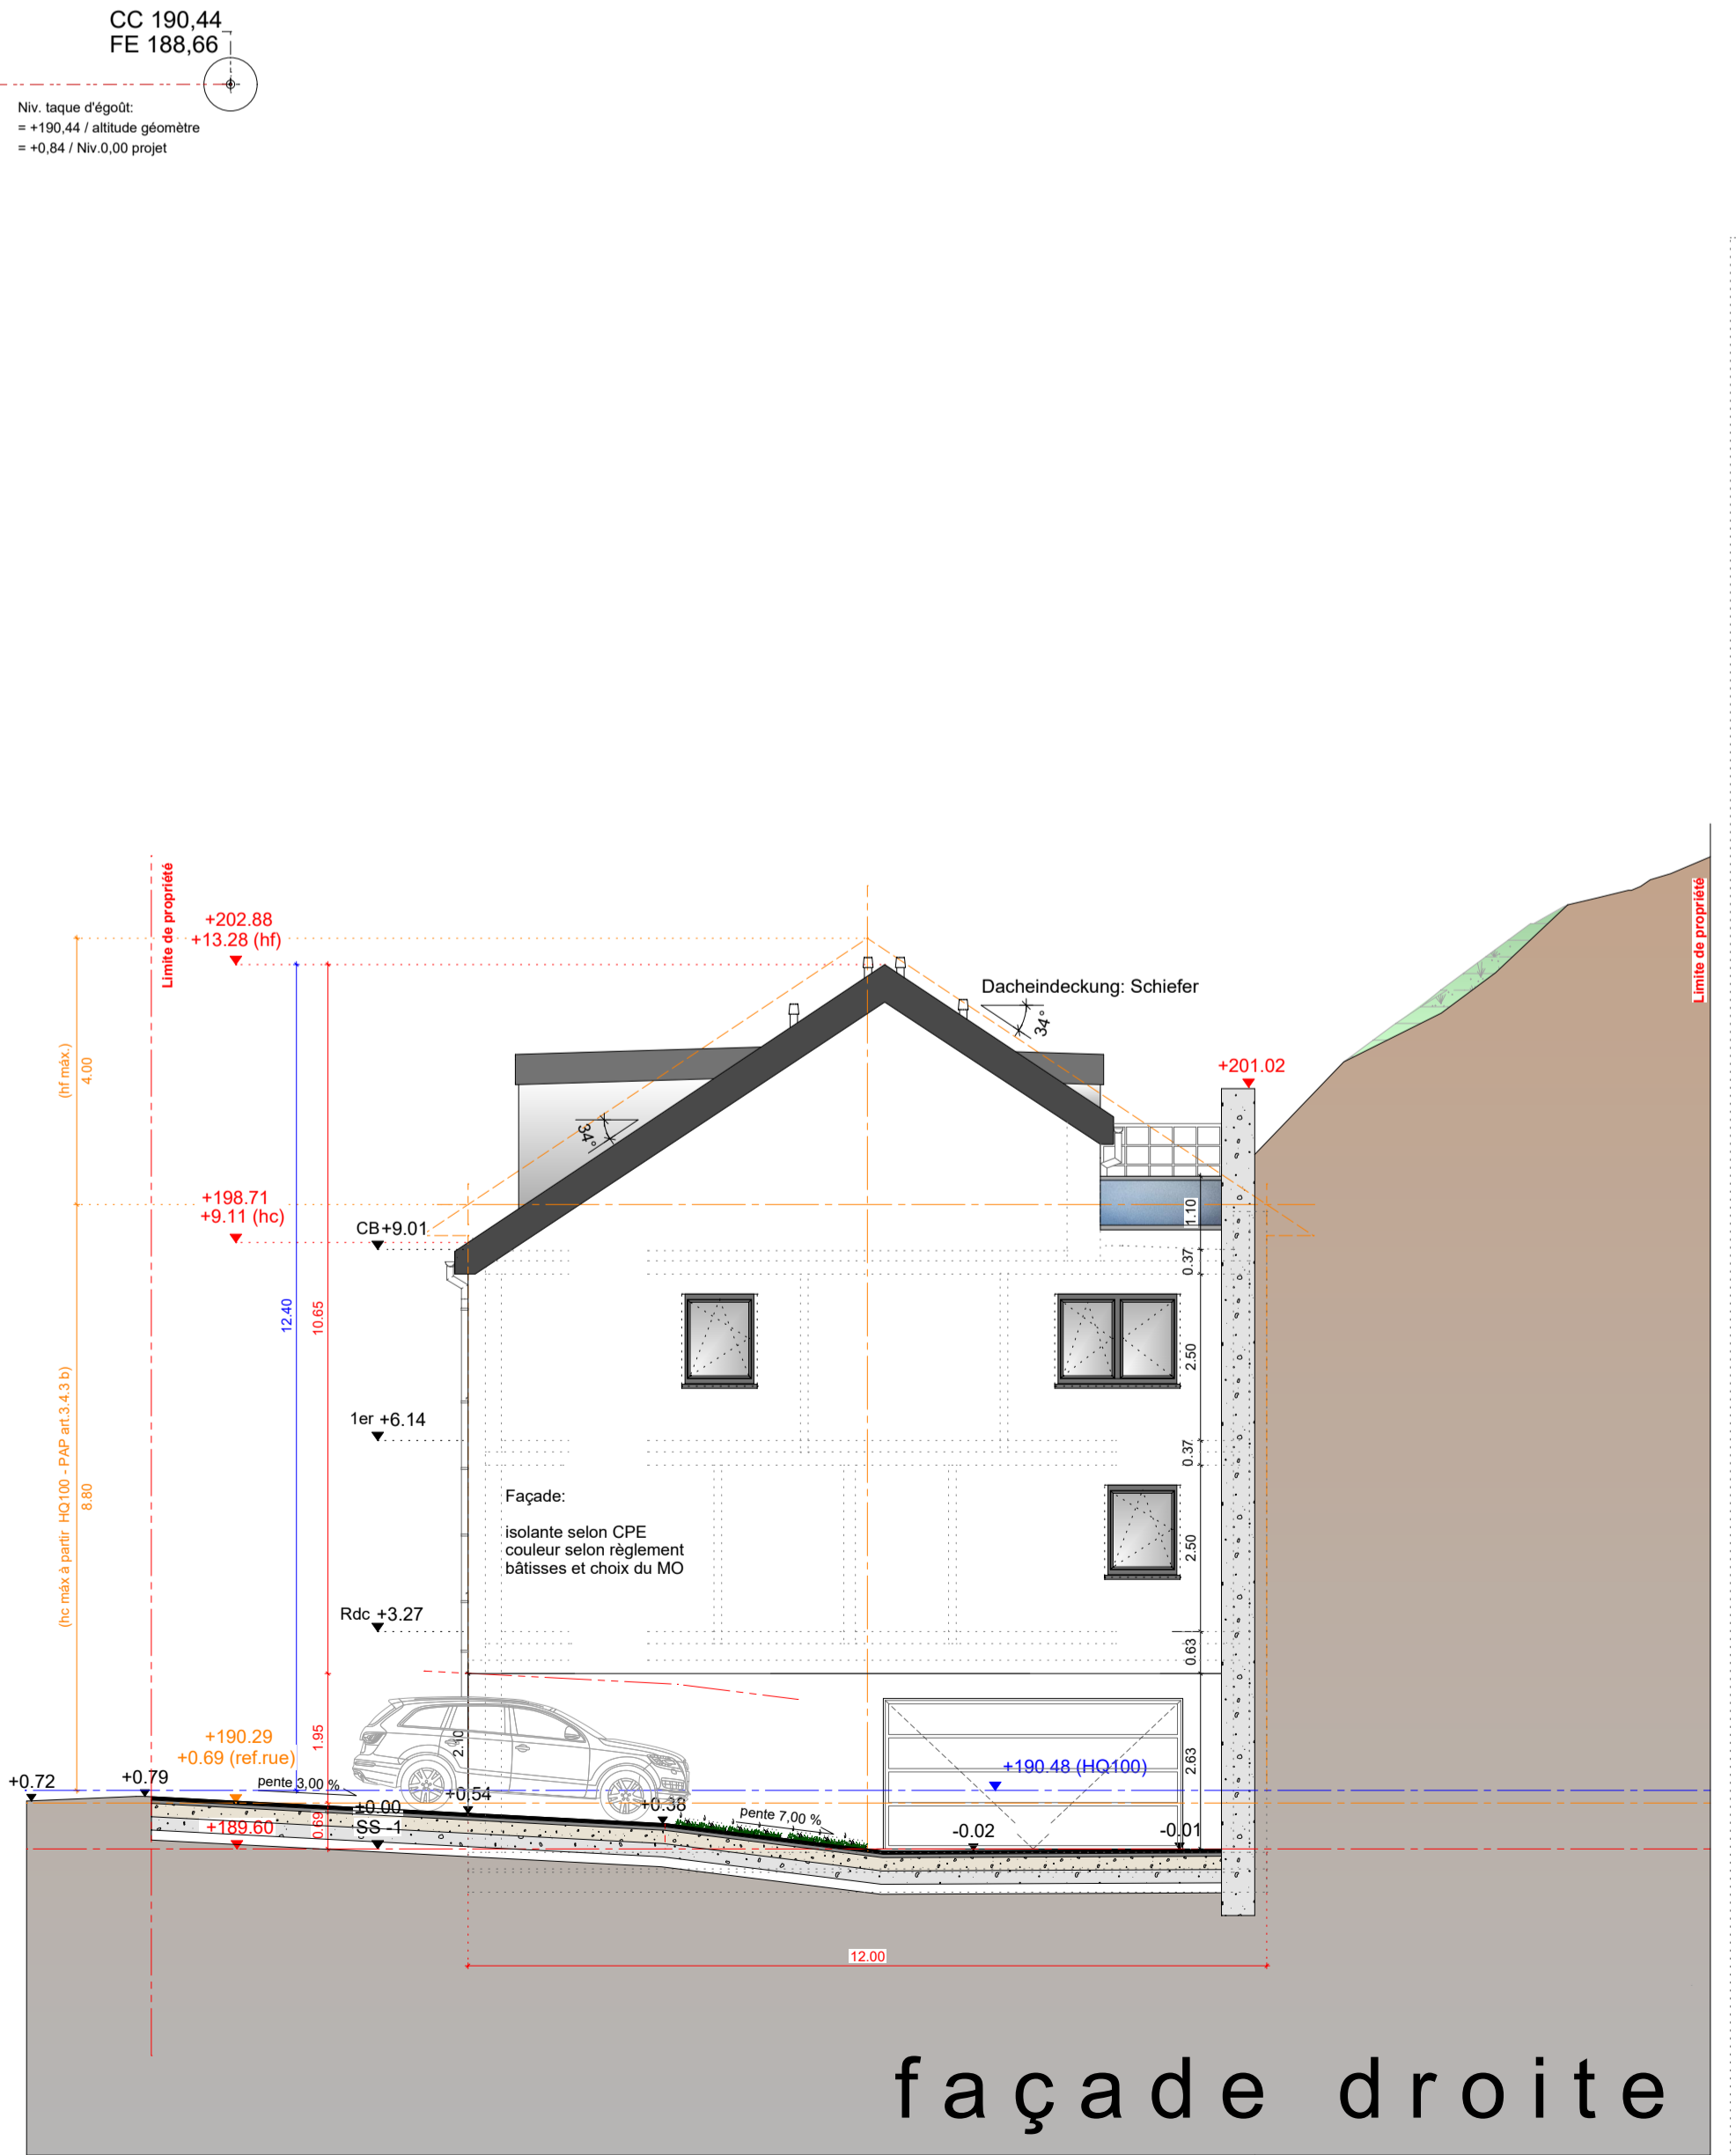 CC 190,44
FE 188,66
Niv. taque d'égoût:
= +190,44 / altitude géomètre
= +0,84 / Niv.0,00 projet
Limite de propriété
Limite de propriété
+202.88
+13.28 (hf)
Dacheindeckung: Schiefer
34°
34°
(hf máx.)
4.00
+201.02
+198.71
+9.11 (hc)
CB+9.01
1.10
0.37
12.40
10.65
2.50
1er +6.14
0.37
(hc máx à partir HQ100 - PAP art.3.4.3 b)
8.80
Façade:
isolante selon CPE
couleur selon règlement
bâtisses et choix du MO
2.50
Rdc +3.27
0.63
1.95
2.10
2.63
+190.29
+0.69 (ref.rue)
+190.48 (HQ100)
+0.72
+0.79
pente 3,00 %
+0.54
±0.00
+0.38
pente 7,00 %
0.69
+189.60
SS -1
-0.02
-0.01
12.00
façade droite